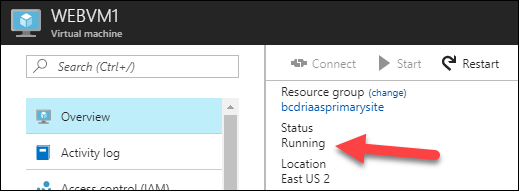 WEBVM1
Virtual machine
Search (Ctrl+/)
Overview
Activity log
Access control (IAM)
Connect Start Restart
Resource group (change)
bcdriaasprimarysite
Status
Running
Location
East US 2